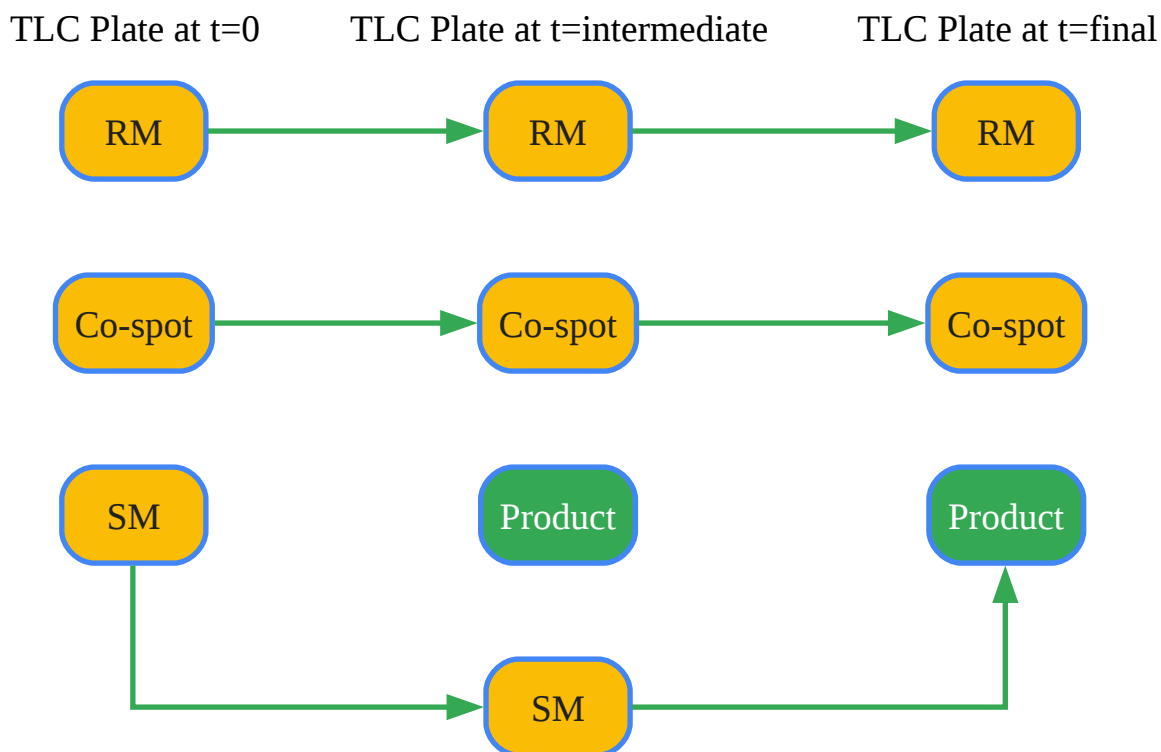 TLC Plate at t=0
TLC Plate at t=intermediate
TLC Plate at t=final
RM
RM
RM
Co-spot
Co-spot
Co-spot
SM
Product
Product
SM